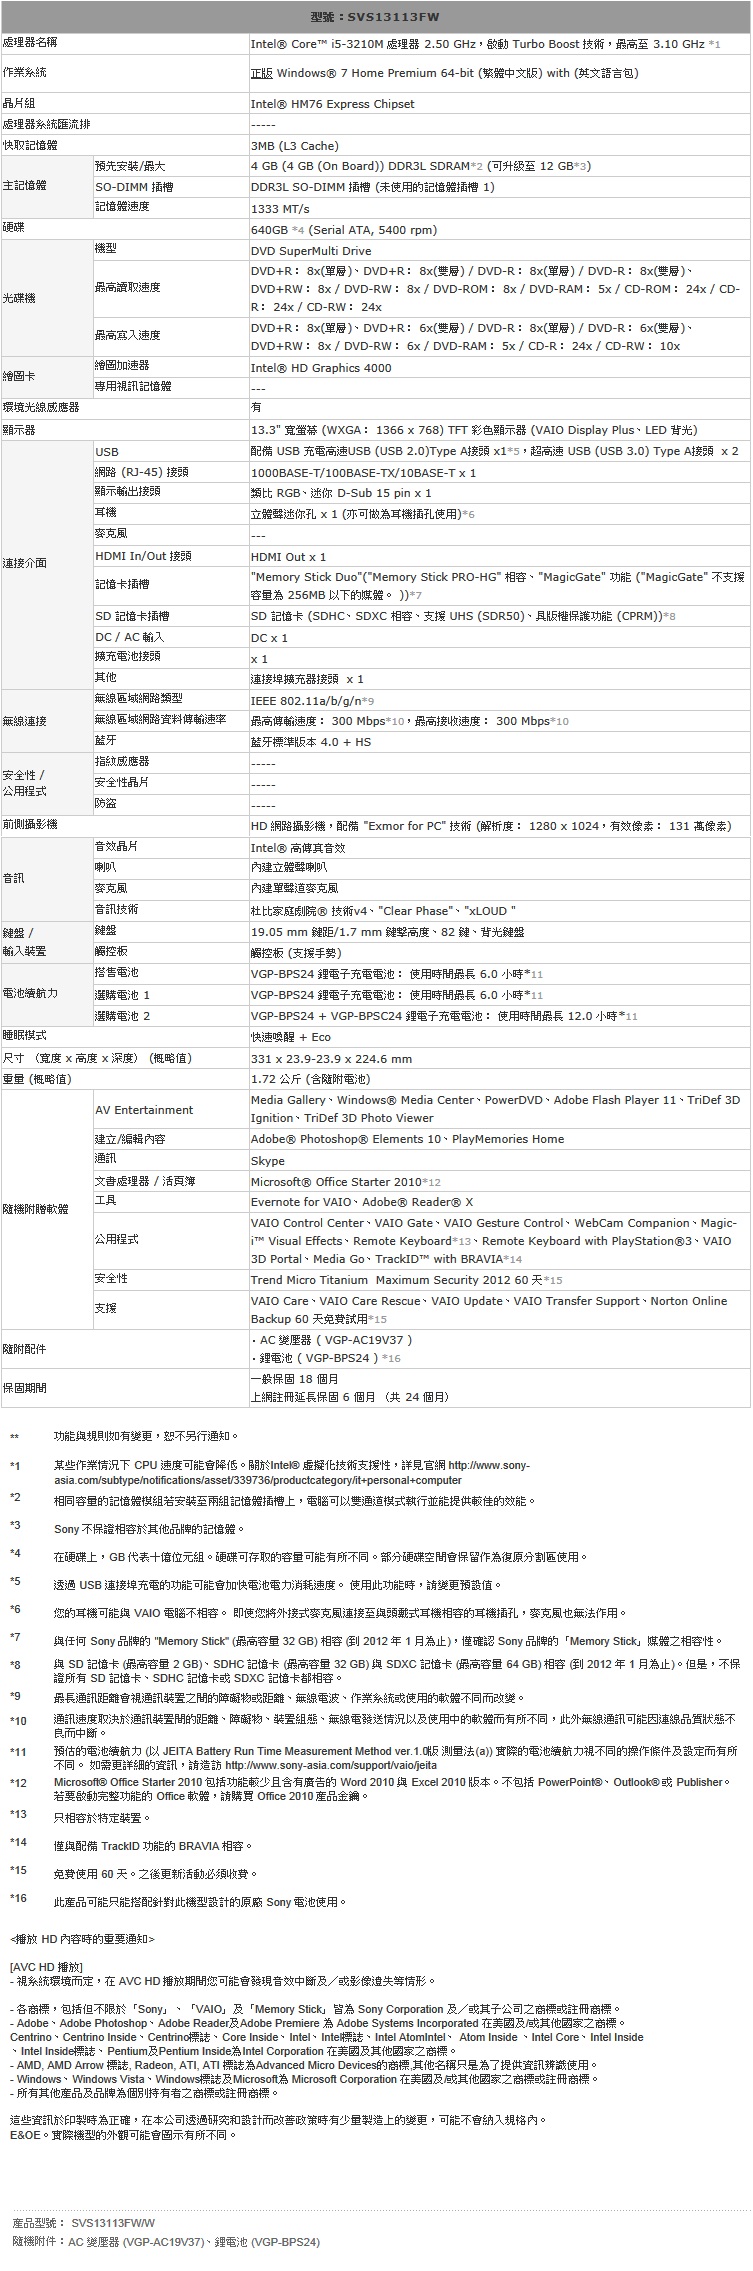 型號：SVS13113FW
處理器名稱 Intel® Core™ i5-3210M 處理器 2.50 GHz，啟動 Turbo Boost 技術，最高至 3.10 GHz *1
作業系統 正版 Windows® 7 Home Premium 64-bit (繁體中文版) with (英文語言包)
晶片組 Intel® HM76 Express Chipset
處理器系統匯流排 -----
快取記憶體 3MB (L3 Cache)
主記憶體 預先安裝/最大 4 GB (4 GB (On Board)) DDR3L SDRAM*2 (可升級至 12 GB*3)
SO-DIMM 插槽 DDR3L SO-DIMM 插槽 (未使用的記憶體插槽 1)
記憶體速度 1333 MT/s
硬碟 640GB *4 (Serial ATA, 5400 rpm)
光碟機 機型 DVD SuperMulti Drive
最高讀取速度 DVD+R： 8x(單層)、DVD+R： 8x(雙層) / DVD-R： 8x(單層) / DVD-R： 8x(雙層)、
DVD+RW： 8x / DVD-RW： 8x / DVD-ROM： 8x / DVD-RAM： 5x / CD-ROM： 24x / CD-
R： 24x / CD-RW： 24x
最高寫入速度 DVD+R： 8x(單層)、DVD+R： 6x(雙層) / DVD-R： 8x(單層) / DVD-R： 6x(雙層)、
DVD+RW： 8x / DVD-RW： 6x / DVD-RAM： 5x / CD-R： 24x / CD-RW： 10x
繪圖卡 繪圖加速器 Intel® HD Graphics 4000
專用視訊記憶體 ---
環境光線感應器 有
顯示器 13.3" 寬螢幕 (WXGA： 1366 x 768) TFT 彩色顯示器 (VAIO Display Plus、LED 背光)
連接介面 USB 配備 USB 充電高速USB (USB 2.0)Type A接頭 x1*5，超高速 USB (USB 3.0) Type A接頭 x 2
網路 (RJ-45) 接頭 1000BASE-T/100BASE-TX/10BASE-T x 1
顯示輸出接頭 類比 RGB、迷你 D-Sub 15 pin x 1
耳機 立體聲迷你孔 x 1 (亦可做為耳機插孔使用)*6
麥克風 ---
HDMI In/Out 接頭 HDMI Out x 1
記憶卡插槽 "Memory Stick Duo"("Memory Stick PRO-HG" 相容、"MagicGate" 功能 ("MagicGate" 不支援
容量為 256MB 以下的媒體。 ))*7
SD 記憶卡插槽 SD 記憶卡 (SDHC、SDXC 相容、支援 UHS (SDR50)、具版權保護功能 (CPRM))*8
DC / AC 輸入 DC x 1
擴充電池接頭 x 1
其他 連接埠擴充器接頭 x 1
無線連接 無線區域網路類型 IEEE 802.11a/b/g/n*9
無線區域網路資料傳輸速率 最高傳輸速度： 300 Mbps*10，最高接收速度： 300 Mbps*10
藍牙 藍牙標準版本 4.0 + HS
安全性 /
公用程式 指紋感應器 -----
安全性晶片 -----
防盜 -----
前側攝影機 HD 網路攝影機，配備 "Exmor for PC" 技術 (解析度： 1280 x 1024，有效像素： 131 萬像素)
音訊 音效晶片 Intel® 高傳真音效
喇叭 內建立體聲喇叭
麥克風 內建單聲道麥克風
音訊技術 杜比家庭劇院® 技術v4、"Clear Phase"、"xLOUD "
鍵盤 /
輸入裝置 鍵盤 19.05 mm 鍵距/1.7 mm 鍵擊高度、82 鍵、背光鍵盤
觸控板 觸控板 (支援手勢)
電池續航力 搭售電池 VGP-BPS24 鋰電子充電電池： 使用時間最長 6.0 小時*11
選購電池 1 VGP-BPS24 鋰電子充電電池： 使用時間最長 6.0 小時*11
選購電池 2 VGP-BPS24 + VGP-BPSC24 鋰電子充電電池： 使用時間最長 12.0 小時*11
睡眠模式 快速喚醒 + Eco
尺寸 （寬度 x 高度 x 深度） (概略值) 331 x 23.9-23.9 x 224.6 mm
重量 (概略值) 1.72 公斤 (含隨附電池)
隨機附贈軟體 AV Entertainment Media Gallery、Windows® Media Center、PowerDVD、Adobe Flash Player 11、TriDef 3D
Ignition、TriDef 3D Photo Viewer
建立/編輯內容 Adobe® Photoshop® Elements 10、PlayMemories Home
通訊 Skype
文書處理器 / 活頁簿 Microsoft® Office Starter 2010*12
工具 Evernote for VAIO、Adobe® Reader® X
公用程式 VAIO Control Center、VAIO Gate、VAIO Gesture Control、WebCam Companion、Magic-
i™ Visual Effects、Remote Keyboard*13、Remote Keyboard with PlayStation®3、VAIO
3D Portal、Media Go、TrackID™ with BRAVIA*14
安全性 Trend Micro Titanium Maximum Security 2012 60 天*15
支援 VAIO Care、VAIO Care Rescue、VAIO Update、VAIO Transfer Support、Norton Online
Backup 60 天免費試用*15
隨附配件 · AC 變壓器 ( VGP-AC19V37 )
· 鋰電池 ( VGP-BPS24 ) *16
保固期間 一般保固 18 個月
上網註冊延長保固 6 個月 （共 24 個月）
** 功能與規則如有變更，恕不另行通知。
*1 某些作業情況下 CPU 速度可能會降低。關於Intel® 虛擬化技術支援性，詳見官網 http://www.sony-
asia.com/subtype/notifications/asset/339736/productcategory/it+personal+computer
*2 相同容量的記憶體模組若安裝至兩組記憶體插槽上，電腦可以雙通道模式執行並能提供較佳的效能。
*3 Sony 不保證相容於其他品牌的記憶體。
*4 在硬碟上，GB 代表十億位元組。硬碟可存取的容量可能有所不同。部分硬碟空間會保留作為復原分割區使用。
*5 透過 USB 連接埠充電的功能可能會加快電池電力消耗速度。 使用此功能時，請變更預設值。
*6 您的耳機可能與 VAIO 電腦不相容。 即使您將外接式麥克風連接至與頭戴式耳機相容的耳機插孔，麥克風也無法作用。
*7 與任何 Sony 品牌的 "Memory Stick" (最高容量 32 GB) 相容 (到 2012 年 1 月為止)，僅確認 Sony 品牌的「Memory Stick」媒體之相容性。
*8 與 SD 記憶卡 (最高容量 2 GB)、SDHC 記憶卡 (最高容量 32 GB) 與 SDXC 記憶卡 (最高容量 64 GB) 相容 (到 2012 年 1 月為止)。但是，不保
證所有 SD 記憶卡、SDHC 記憶卡或 SDXC 記憶卡都相容。
*9 最長通訊距離會視通訊裝置之間的障礙物或距離、無線電波、作業系統或使用的軟體不同而改變。
*10 通訊速度取決於通訊裝置間的距離、障礙物、裝置組態、無線電發送情況以及使用中的軟體而有所不同，此外無線通訊可能因連線品質狀態不
良而中斷。
*11 預估的電池續航力 (以 JEITA Battery Run Time Measurement Method ver.1.0版 測量法(a)) 實際的電池續航力視不同的操作條件及設定而有所
不同。 如需更詳細的資訊，請造訪 http://www.sony-asia.com/support/vaio/jeita
*12 Microsoft® Office Starter 2010 包括功能較少且含有廣告的 Word 2010 與 Excel 2010 版本。不包括 PowerPoint®、Outlook® 或 Publisher。
若要啟動完整功能的 Office 軟體，請購買 Office 2010 產品金鑰。
*13 只相容於特定裝置。
*14 僅與配備 TrackID 功能的 BRAVIA 相容。
*15 免費使用 60 天。之後更新活動必須收費。
*16 此產品可能只能搭配針對此機型設計的原廠 Sony 電池使用。
<播放 HD 內容時的重要通知>
[AVC HD 播放]
- 視系統環境而定，在 AVC HD 播放期間您可能會發現音效中斷及／或影像遺失等情形。
- 各商標，包括但不限於「Sony」、「VAIO」及「Memory Stick」皆為 Sony Corporation 及／或其子公司之商標或註冊商標。
- Adobe、Adobe Photoshop、Adobe Reader及Adobe Premiere 為 Adobe Systems Incorporated 在美國及/或其他國家之商標。
Centrino、Centrino Inside、Centrino標誌、Core Inside、Intel、Intel標誌、Intel AtomIntel、 Atom Inside 、Intel Core、Intel Inside
、Intel Inside標誌、Pentium及Pentium Inside為Intel Corporation 在美國及其他國家之商標。
- AMD, AMD Arrow 標誌, Radeon, ATI, ATI 標誌為Advanced Micro Devices的商標,其他名稱只是為了提供資訊辨識使用。
- Windows、Windows Vista、Windows標誌及Microsoft為 Microsoft Corporation 在美國及/或其他國家之商標或註冊商標。
- 所有其他產品及品牌為個別持有者之商標或註冊商標。
這些資訊於印製時為正確，在本公司透過研究和設計而改善政策時有少量製造上的變更，可能不會納入規格內。
E&OE。實際機型的外觀可能會圖示有所不同。
產品型號： SVS13113FW/W
隨機附件：AC 變壓器 (VGP-AC19V37)、鋰電池 (VGP-BPS24)